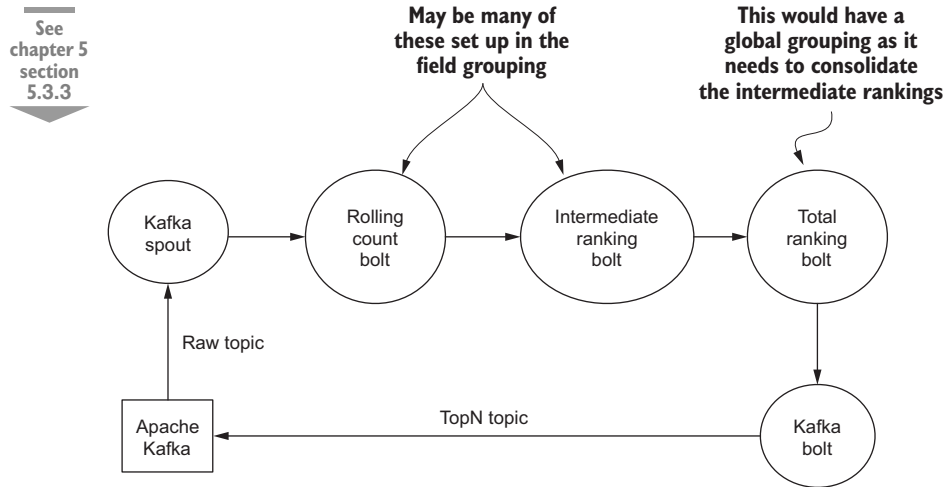 See
chapter 5
section
5.3.3
May be many of
these set up in the
field grouping
This would have a
global grouping as it
needs to consolidate
the intermediate rankings
Kafka
spout
Rolling
count
bolt
Intermediate
ranking
bolt
Total
ranking
bolt
Raw topic
Apache
Kafka
TopN topic
Kafka
bolt